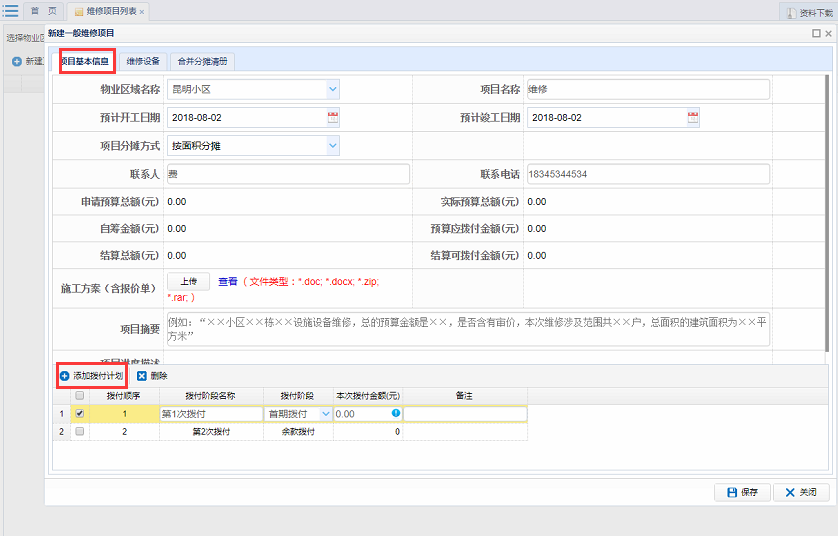 首 页 维修项目列表 资料下载
选择物业区
新建
新建一般维修项目
项目基本信息 维修设备 合并分摊清册
物业区域名称 昆明小区 项目名称 维修
预计开工日期 2018-08-02 预计竣工日期 2018-08-02
项目分摊方式 按面积分摊
联系人 费 联系电话 18345344534
申请预算总额(元) 0.00 实际预算总额(元) 0.00
自筹金额(元) 0.00 预算应拨付金额(元) 0.00
结算总额(元) 0.00 结算可拨付金额(元) 0.00
施工方案（含报价单） 上传 查看（ 文件类型：*.doc; *.docx; *.zip;
*.rar; ）
项目摘要 例如：“××小区××栋××设施设备维修，总的预算金额是××，是否含有审价，本次维修涉及范围共××户，总面积的建筑面积为××平
方米”
项目进度描述
添加拨付计划 删除
拨付顺序 拨付阶段名称 拨付阶段 本次拨付金额(元) 备注
1 1 第1次拨付 首期拨付 0.00
2 2 第2次拨付 余款拨付 0
保存 关闭